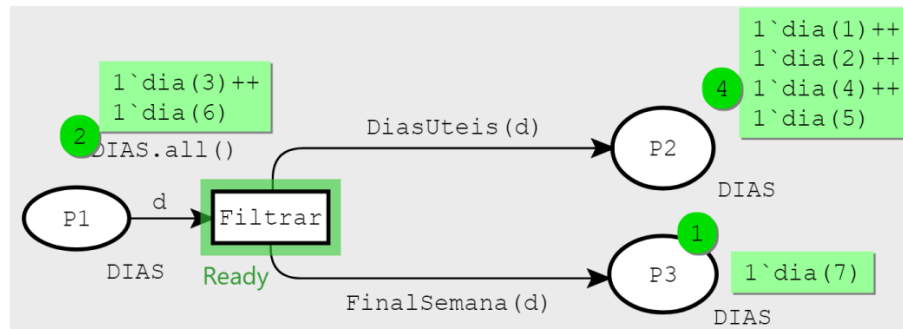 1`dia(1)++
1`dia(2)++
1`dia(4)++
1`dia(5)
4
1`dia(3)++
1`dia(6)
2
DIAS.all()
DiasUteis(d)
P2
DIAS
P1
d
Filtrar
DIAS
Ready
1
P3
1`dia(7)
FinalSemana(d)
DIAS